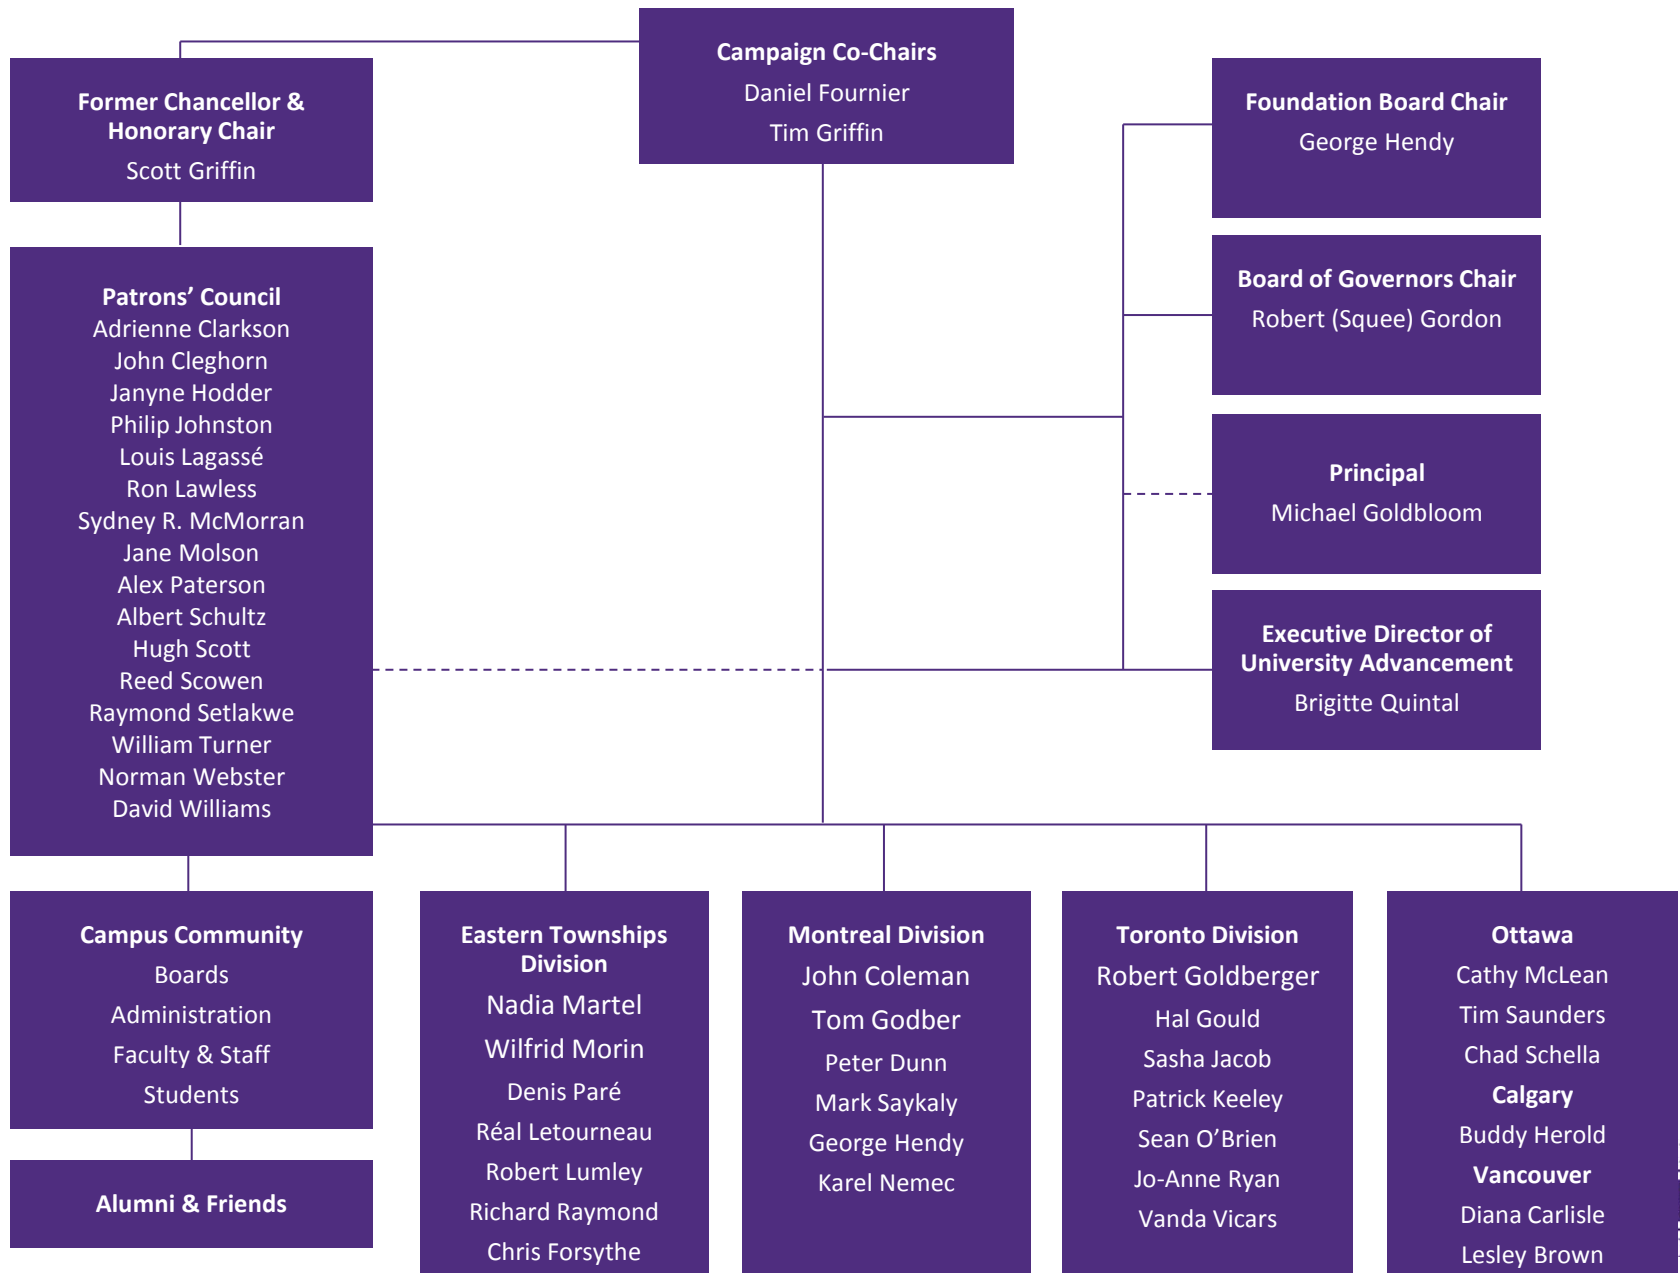 Campaign Co-Chairs
Daniel Fournier
Tim Griffin
Former Chancellor &
Honorary Chair
Scott Griffin
Foundation Board Chair
George Hendy
Board of Governors Chair
Robert (Squee) Gordon
Principal
Michael Goldbloom
Executive Director of
University Advancement
Brigitte Quintal
Patrons’ Council
Adrienne Clarkson
John Cleghorn
Janyne Hodder
Philip Johnston
Louis Lagassé
Ron Lawless
Sydney R. McMorran
Jane Molson
Alex Paterson
Albert Schultz
Hugh Scott
Reed Scowen
Raymond Setlakwe
William Turner
Norman Webster
David Williams
Campus Community
Boards
Administration
Faculty & Staff
Students
Alumni & Friends
Eastern Townships
Division
Nadia Martel
Wilfrid Morin
Denis Paré
Réal Letourneau
Robert Lumley
Richard Raymond
Chris Forsythe
Montreal Division
John Coleman
Tom Godber
Peter Dunn
Mark Saykaly
George Hendy
Karel Nemec
Toronto Division
Robert Goldberger
Hal Gould
Sasha Jacob
Patrick Keeley
Sean O’Brien
Jo-Anne Ryan
Vanda Vicars
Ottawa
Cathy McLean
Tim Saunders
Chad Schella
Calgary
Buddy Herold
Vancouver
Diana Carlisle
Lesley Brown